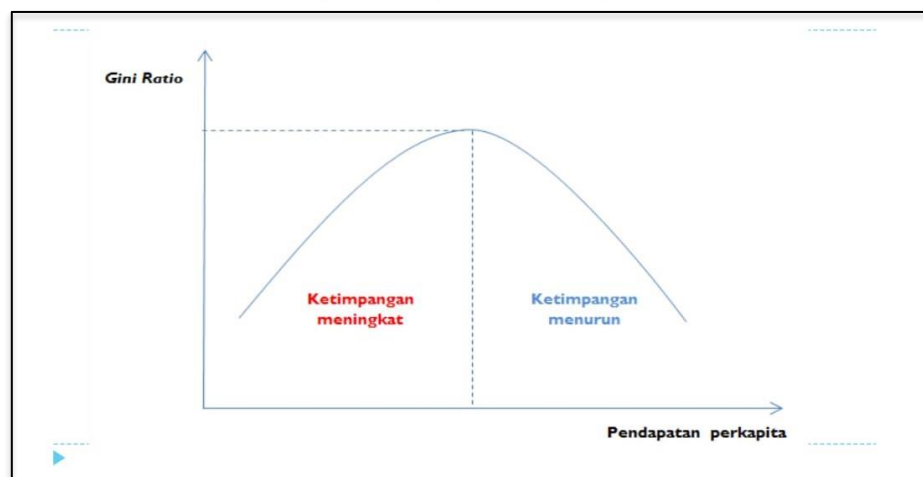 Gini Ratio
Ketimpangan
meningkat
Ketimpangan
menurun
Pendapatan perkapita